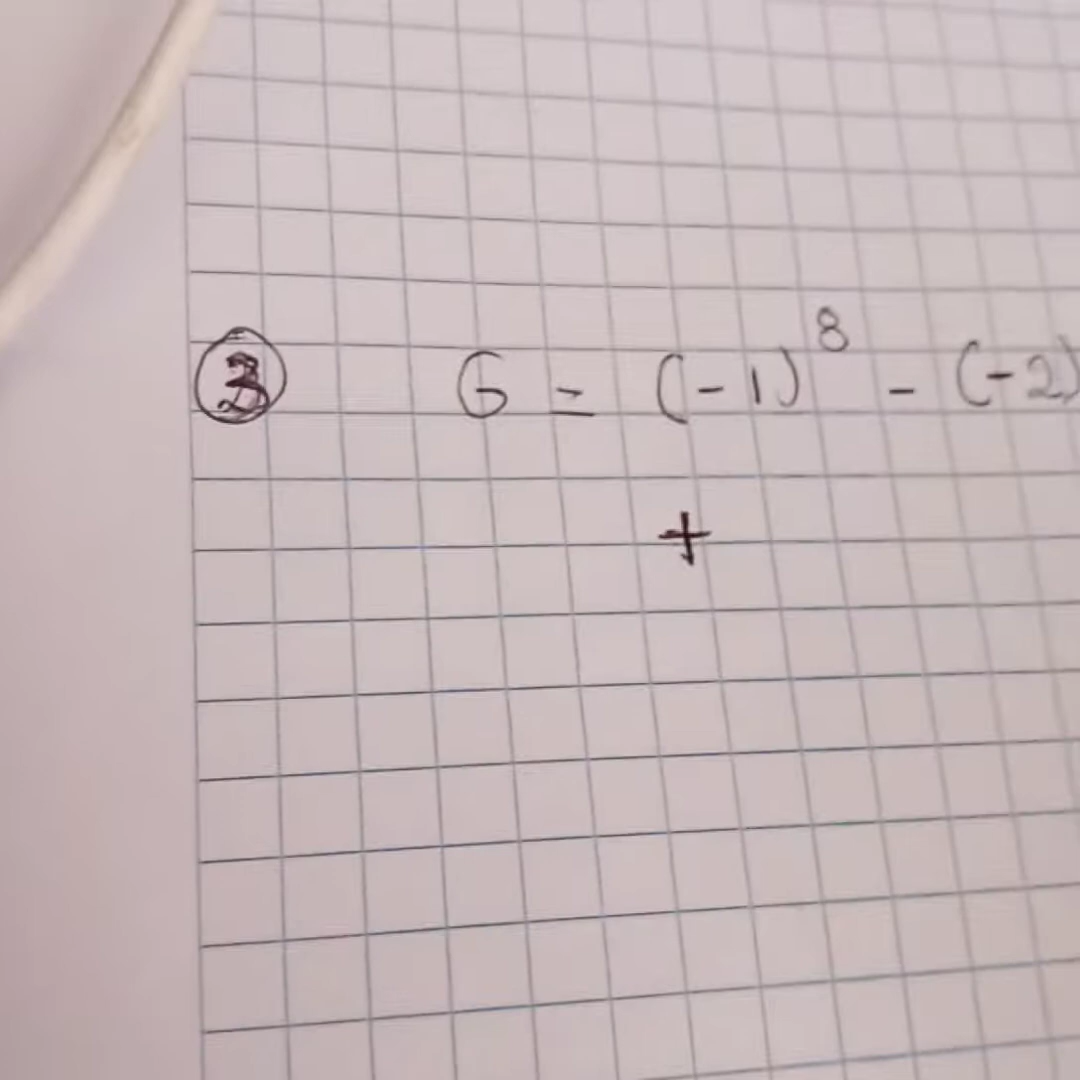 ③ G = (-1)⁸ - (-2)
+